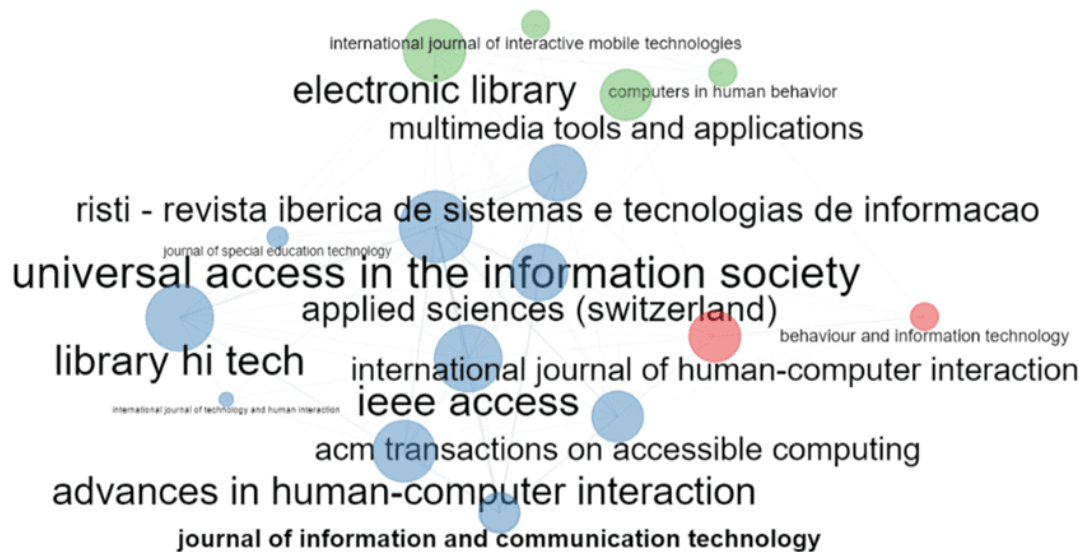 international journal of interactive mobile technologies
electronic library
computers in human behavior
multimedia tools and applications
risti - revista iberica de sistemas e tecnologias de informacao
journal of special education technology
universal access in the information society
applied sciences (switzerland)
behaviour and information technology
library hi tech
international journal of human-computer interaction
ieee access
international journal of technology and human interaction
acm transactions on accessible computing
advances in human-computer interaction
journal of information and communication technology